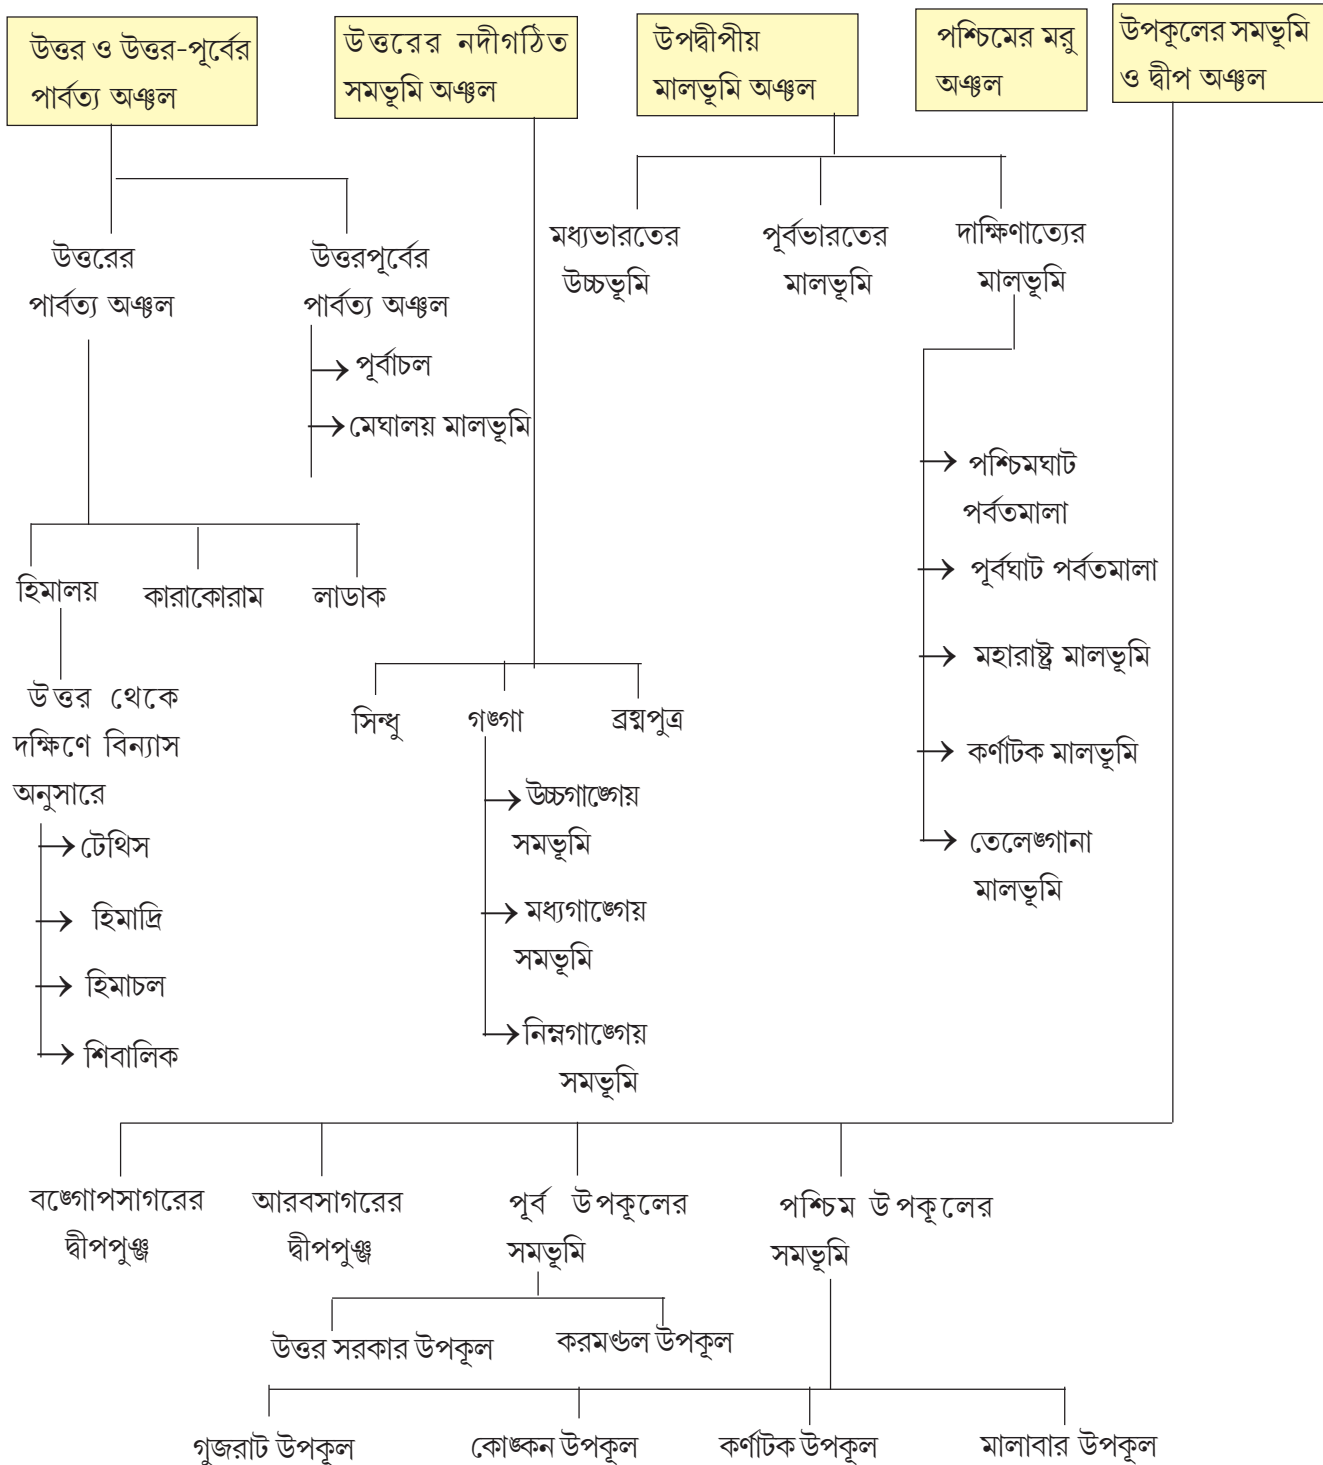 উত্তর ও উত্তর-পূর্বের
পার্বত্য অঞ্চল
উত্তরের নদীগঠিত
সমভূমি অঞ্চল
উপদ্বীপীয়
মালভূমি অঞ্চল
পশ্চিমের মরু
অঞ্চল
উপকূলের সমভূমি
ও দ্বীপ অঞ্চল
উত্তরের
পার্বত্য অঞ্চল
উত্তরপূর্বের
পার্বত্য অঞ্চল
পূর্বাচল
মেঘালয় মালভূমি
মধ্যভারতের
উচ্চভূমি
পূর্বভারতের
মালভূমি
দাক্ষিণাত্যের
মালভূমি
পশ্চিমঘাট
পর্বতমালা
পূর্বঘাট পর্বতমালা
মহারাষ্ট্র মালভূমি
কর্ণাটক মালভূমি
তেলেঙ্গানা
মালভূমি
হিমালয়
কারাকোরাম
লাডাক
উত্তর থেকে
দক্ষিণে বিন্যাস
অনুসারে
টেথিস
হিমাদ্রি
হিমাচল
শিবালিক
সিন্ধু
গঙ্গা
ব্রহ্মপুত্র
উচ্চগাঙ্গেয়
সমভূমি
মধ্যগাঙ্গেয়
সমভূমি
নিম্নগাঙ্গেয়
সমভূমি
বঙ্গোপসাগরের
দ্বীপপুঞ্জ
আরবসাগরের
দ্বীপপুঞ্জ
পূর্ব উপকূলের
সমভূমি
পশ্চিম উপকূলের
সমভূমি
উত্তর সরকার উপকূল
করমণ্ডল উপকূল
গুজরাট উপকূল
কোঙ্কন উপকূল
কর্ণাটক উপকূল
মালাবার উপকূল